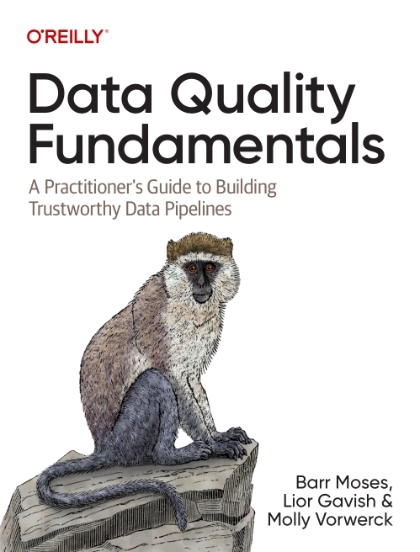 O'REILLY®
Data Quality
Fundamentals
A Practitioner's Guide to Building
Trustworthy Data Pipelines
Barr Moses,
Lior Gavish &
Molly Vorwerck